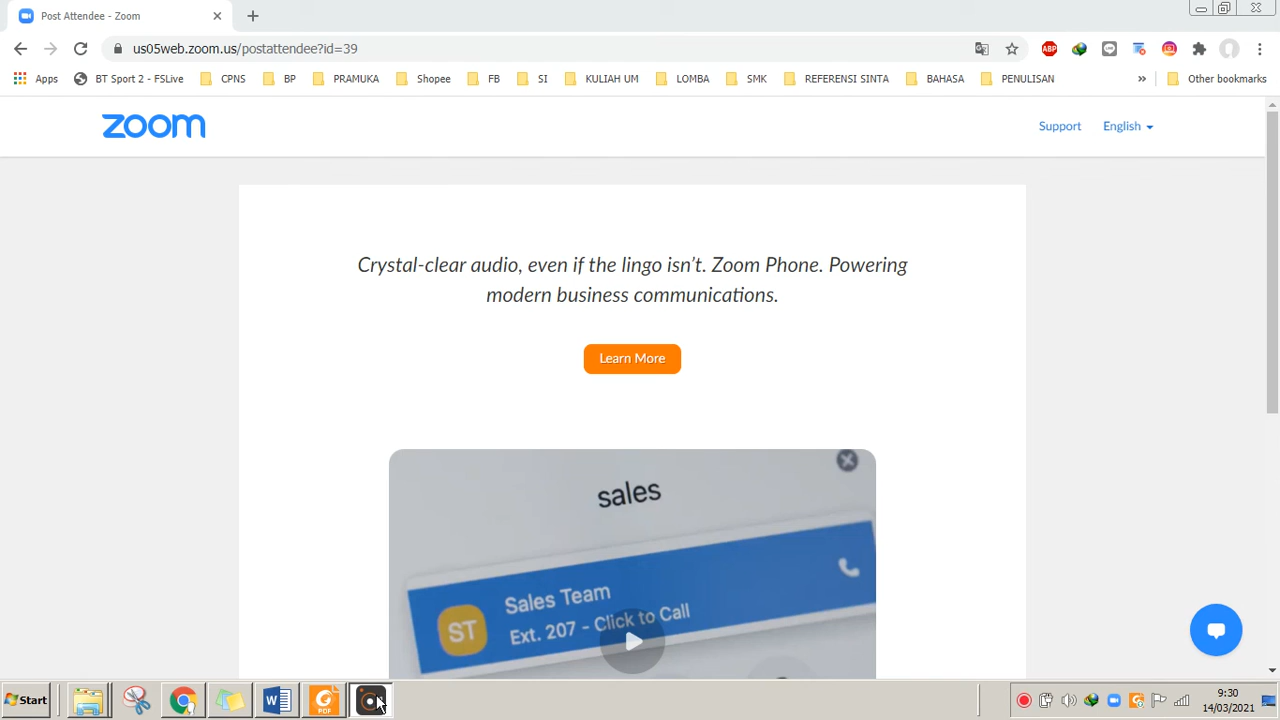 Post Attendee - Zoom
us05web.zoom.us/postattendee?id=39
ABP
Apps BT Sport 2 - FSLive CPNS BP PRAMUKA Shopee FB SI KULIAH UM LOMBA SMK REFERENSI SINTA BAHASA PENULISAN » Other bookmarks
zoom Support English
Crystal-clear audio, even if the lingo isn't. Zoom Phone. Powering
modern business communications.
Learn More
sales
ST Sales Team
Ext. 207 - Click to Call
Start
W
PDF
9:30
14/03/2021